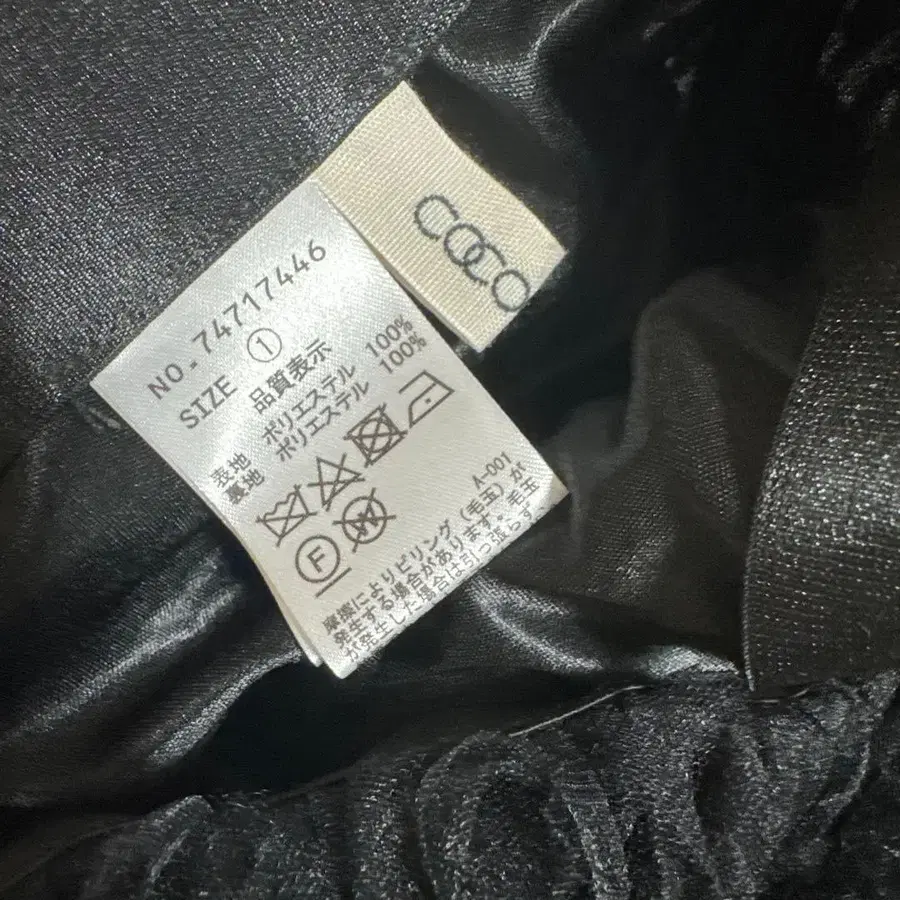 COCO
NO.74717446
SIZE ①
品質表示
表地 ポリエステル 100%
裏地 ポリエステル 100%
F
W
A-001
摩擦によりピリング(毛玉)が
発生する場合があります。毛玉
が発生した場合は引っ張らず